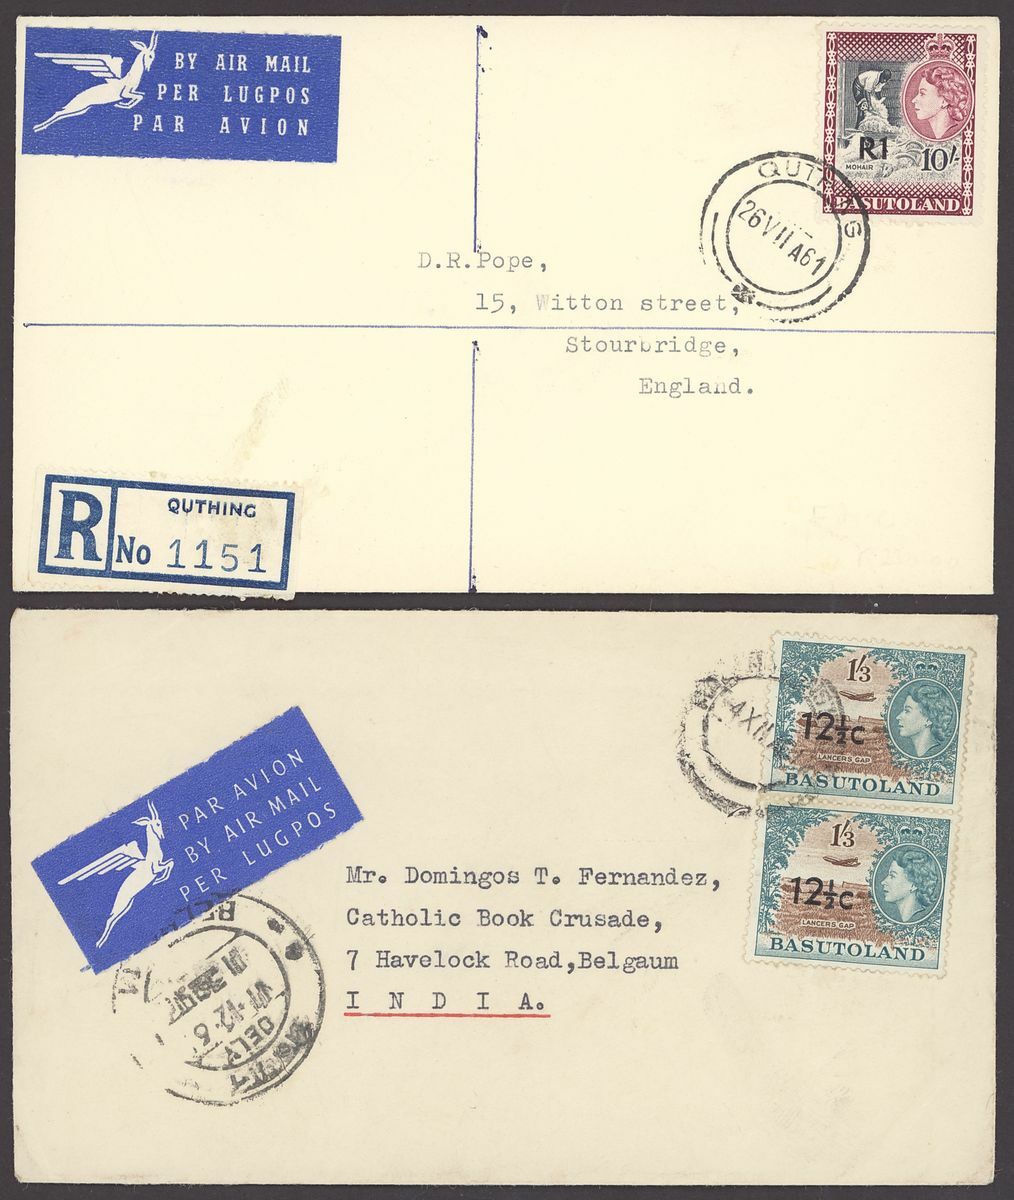 BY AIR MAIL
PER LUGPOS
PAR AVION
R1
10/-
MOHAIR
BASUTOLAND
26 VII A61
D.R.Pope,
15, Witton street,
Stourbridge,
England.
R
QUTHING
No 1151
PAR AVION
BY AIR MAIL
PER LUGPOS
1/3
12½c
LANCERS GAP
BASUTOLAND
1/3
12½c
LANCERS GAP
BASUTOLAND
Mr. Domingos T. Fernandez,
Catholic Book Crusade,
7 Havelock Road,Belgaum
I N D I A.
DELY